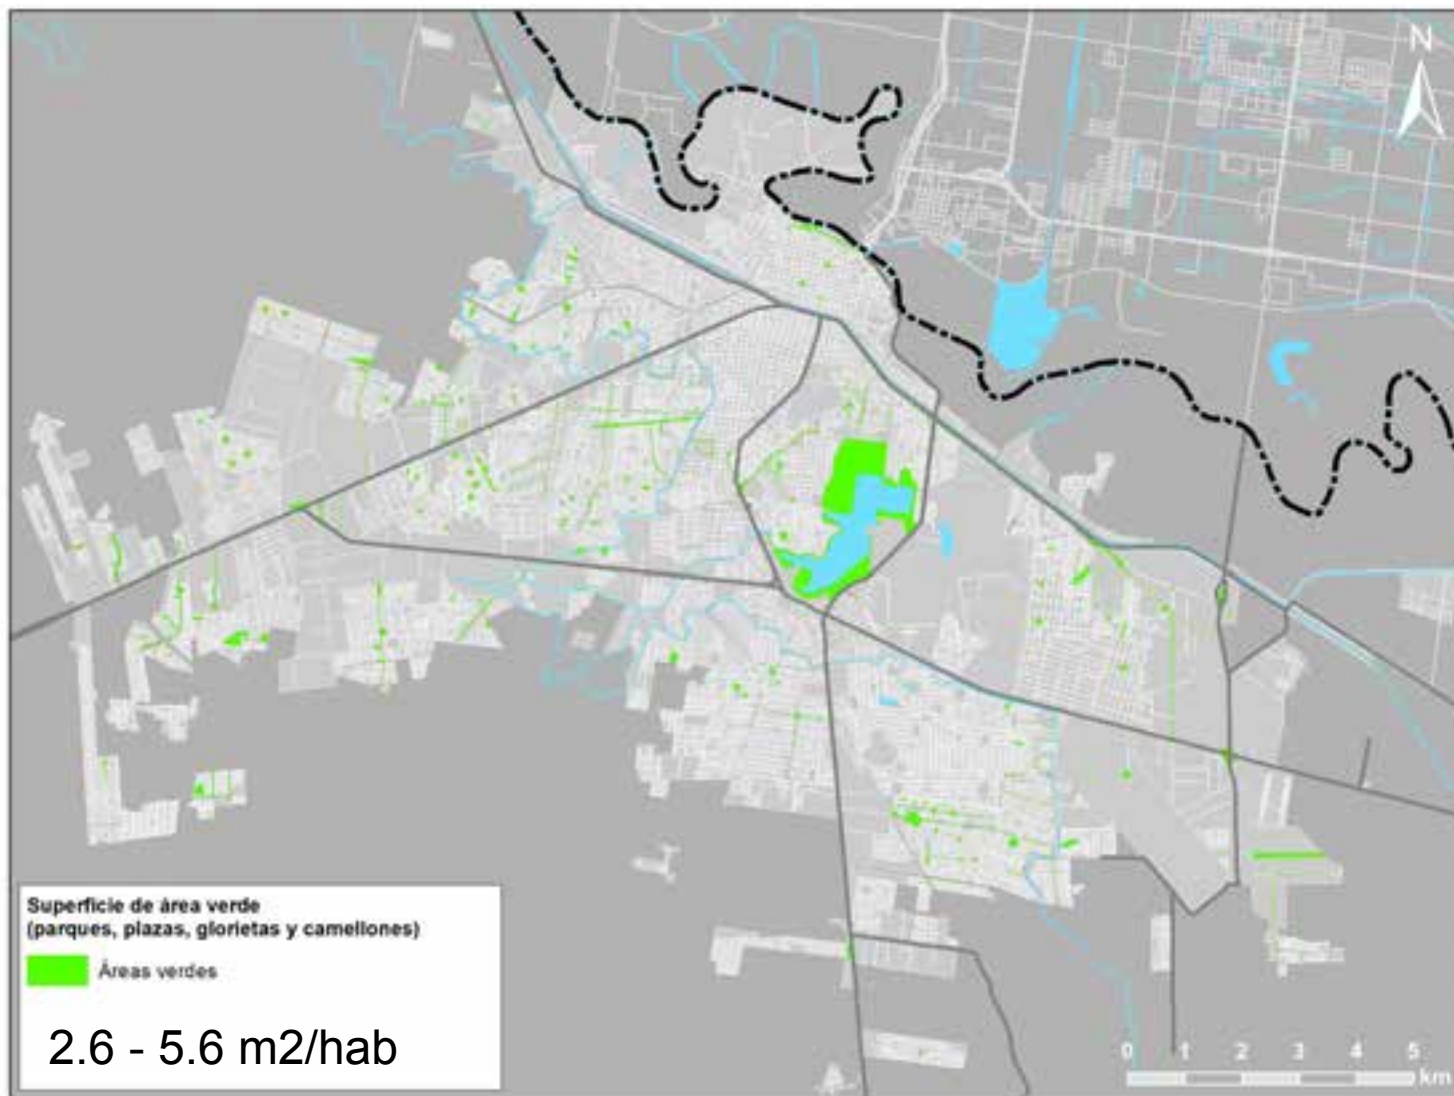 N
Superficie de área verde
(parques, plazas, glorietas y camellones)
Áreas verdes
2.6 - 5.6 m2/hab
0 1 2 3 4 5
km